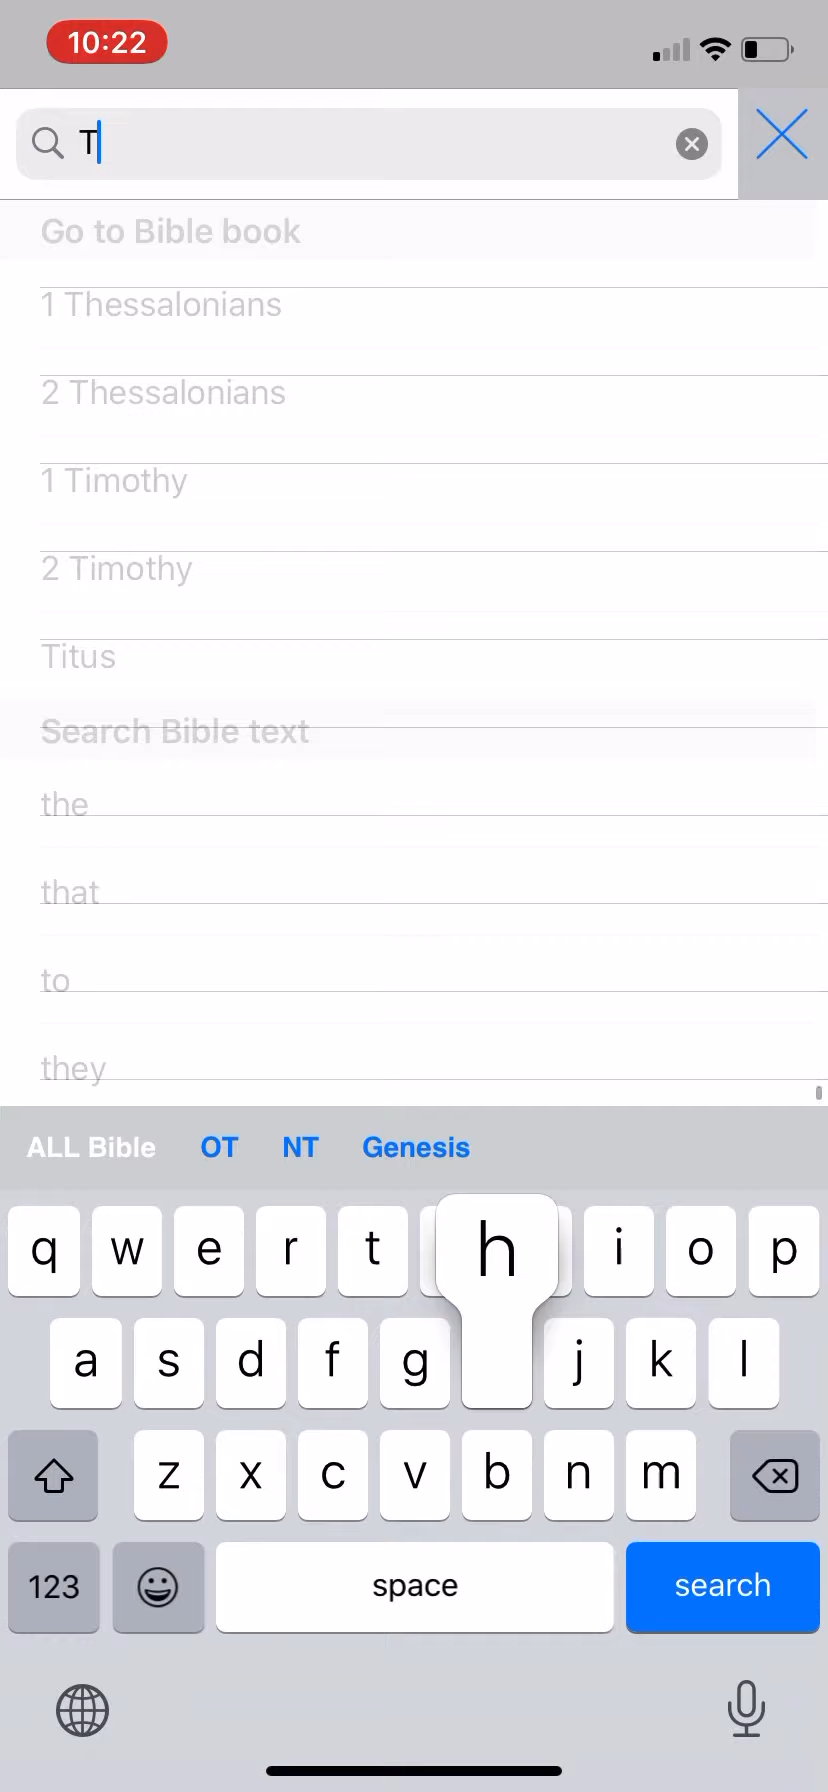 10:22
T
Go to Bible book
1 Thessalonians
2 Thessalonians
1 Timothy
2 Timothy
Titus
Search Bible text
the
that
to
they
ALL Bible OT NT Genesis
q w e r t h i o p
a s d f g j k l
z x c v b n m
123 space search